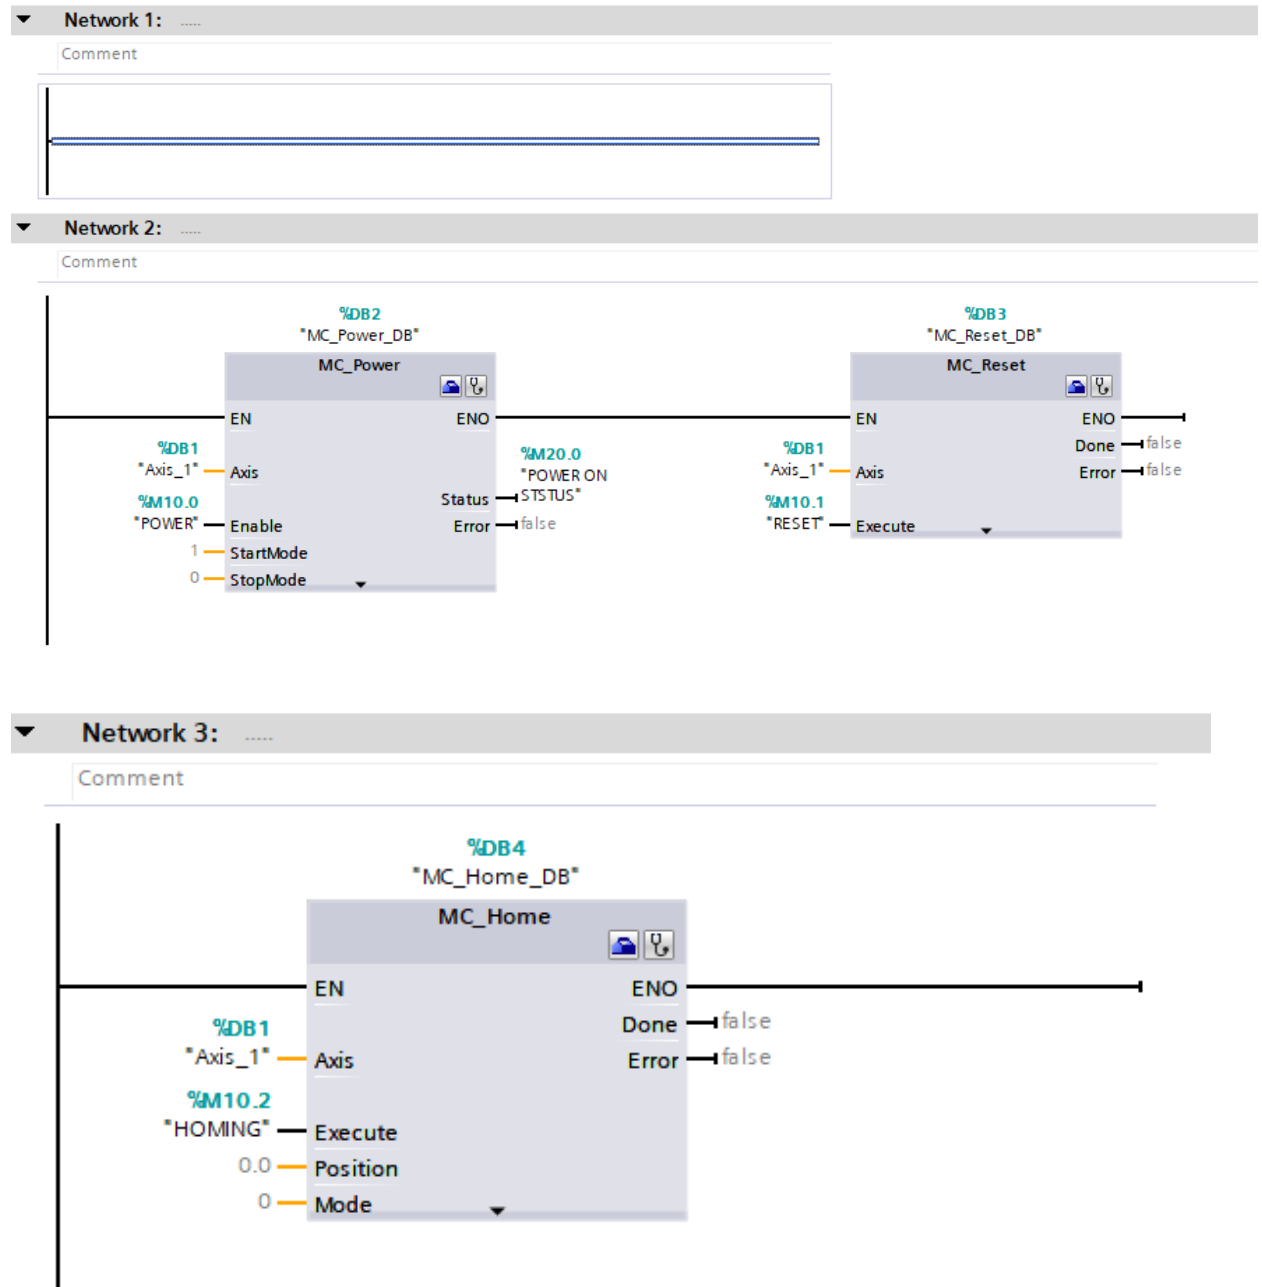 Network 1: .....
Comment
Network 2: .....
Comment
%DB2
"MC_Power_DB"
MC_Power
EN
ENO
%DB1
"Axis_1"
Axis
%M20.0
"POWER ON
STSTUS"
Status
%M10.0
"POWER"
Enable
Error
false
1
StartMode
0
StopMode
%DB3
"MC_Reset_DB"
MC_Reset
EN
ENO
Done
false
%DB1
"Axis_1"
Axis
Error
false
%M10.1
"RESET"
Execute
Network 3: .....
Comment
%DB4
"MC_Home_DB"
MC_Home
EN
ENO
Done
false
%DB1
"Axis_1"
Axis
Error
false
%M10.2
"HOMING"
Execute
0.0
Position
0
Mode